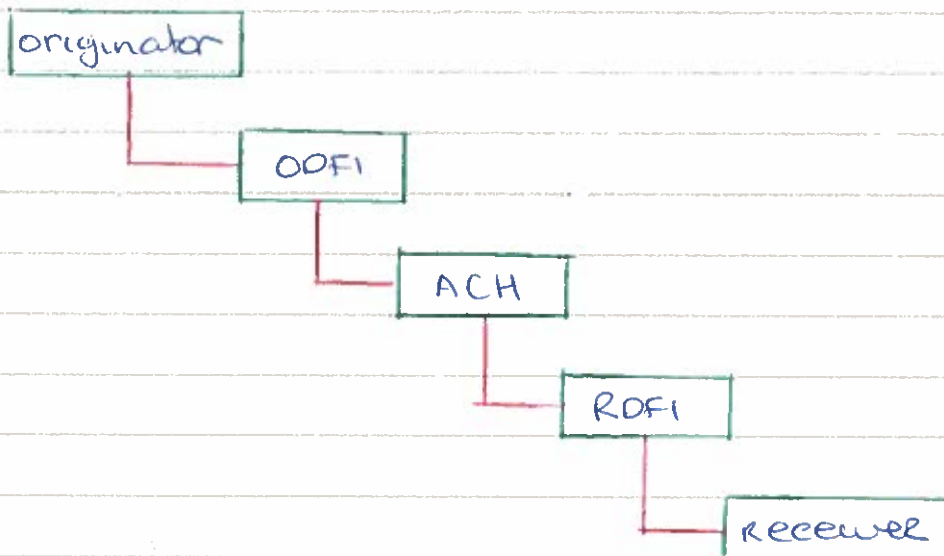 originator
ODFI
ACH
RDFI
Receiver